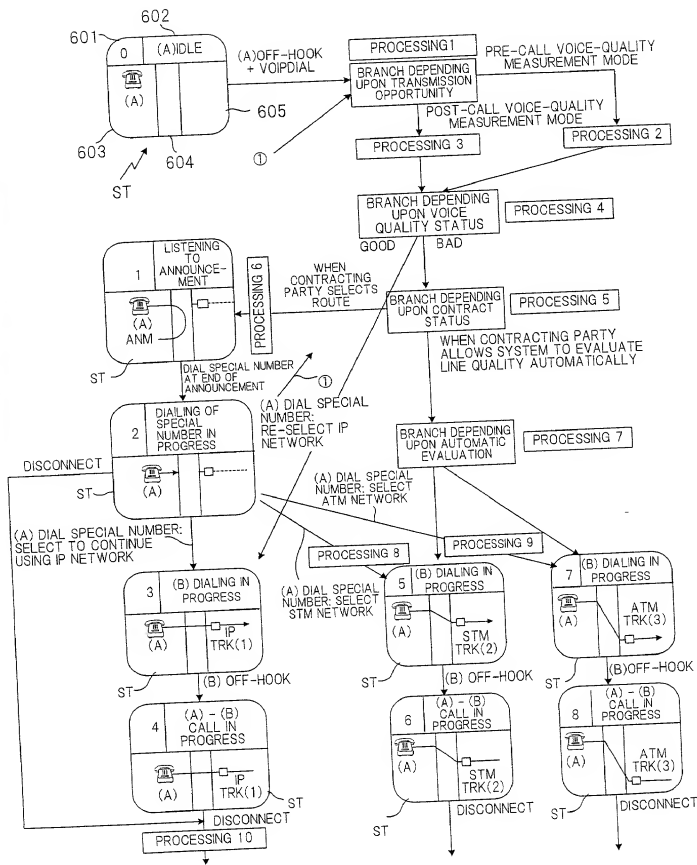 602
601
0
(A)IDLE
(A)
603
604
605
ST
(A)OFF-HOOK
+ VOIPDIAL
①
PROCESSING1
BRANCH DEPENDING
UPON TRANSMISSION
OPPORTUNITY
PRE-CALL VOICE-QUALITY
MEASUREMENT MODE
POST-CALL VOICE-QUALITY
MEASUREMENT MODE
PROCESSING 3
PROCESSING 2
BRANCH DEPENDING
UPON VOICE
QUALITY STATUS
PROCESSING 4
GOOD
BAD
1
LISTENING
TO
ANNOUNCE-
MENT
(A)
ANM
ST
PROCESSING 6
WHEN
CONTRACTING
PARTY SELECTS
ROUTE
BRANCH DEPENDING
UPON CONTRACT
STATUS
PROCESSING 5
WHEN CONTRACTING PARTY
ALLOWS SYSTEM TO EVALUATE
LINE QUALITY AUTOMATICALLY
DIAL SPECIAL NUMBER
AT END OF
ANNOUNCEMENT
①
(A) DIAL SPECIAL
NUMBER:
RE-SELECT IP
NETWORK
2
DIALING OF
SPECIAL
NUMBER IN
PROGRESS
(A)
ST
DISCONNECT
BRANCH DEPENDING
UPON AUTOMATIC
EVALUATION
PROCESSING 7
(A) DIAL SPECIAL
NUMBER: SELECT
ATM NETWORK
(A) DIAL SPECIAL NUMBER:
SELECT TO CONTINUE
USING IP NETWORK
PROCESSING 8
PROCESSING 9
(A) DIAL SPECIAL
NUMBER: SELECT
STM NETWORK
3
(B) DIALING IN
PROGRESS
(A)
IP
TRK(1)
ST
(B) OFF-HOOK
5
(B) DIALING IN
PROGRESS
(A)
STM
TRK(2)
ST
(B) OFF-HOOK
7
(B) DIALING IN
PROGRESS
(A)
ATM
TRK(3)
ST
(B)OFF-HOOK
4
(A) – (B)
CALL IN
PROGRESS
(A)
IP
TRK(1)
ST
DISCONNECT
PROCESSING 10
6
(A) – (B)
CALL IN
PROGRESS
(A)
STM
TRK(2)
ST
DISCONNECT
8
(A) – (B)
CALL IN
PROGRESS
(A)
ATM
TRK(3)
ST
DISCONNECT